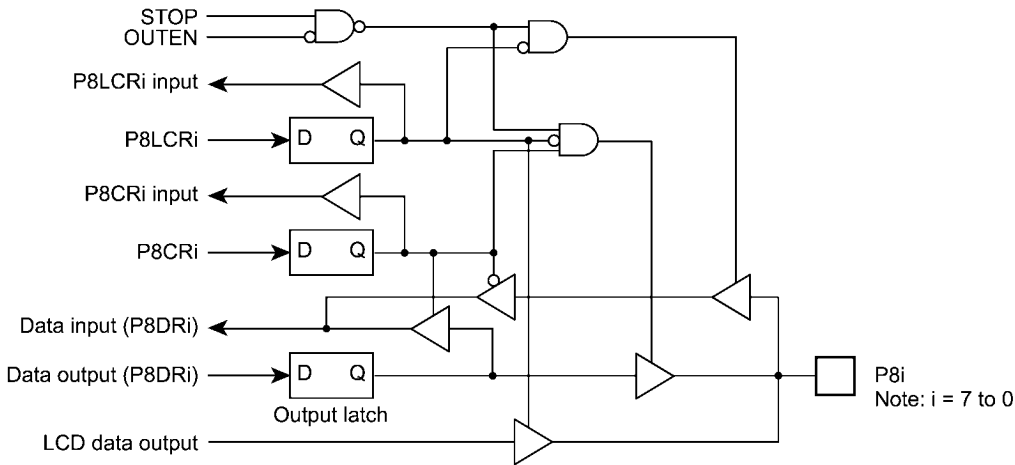 STOP
OUTEN
P8LCRi input
P8LCRi
D Q
P8CRi input
P8CRi
D Q
Data input (P8DRi)
Data output (P8DRi)
D Q
Output latch
P8i
Note: i = 7 to 0
LCD data output